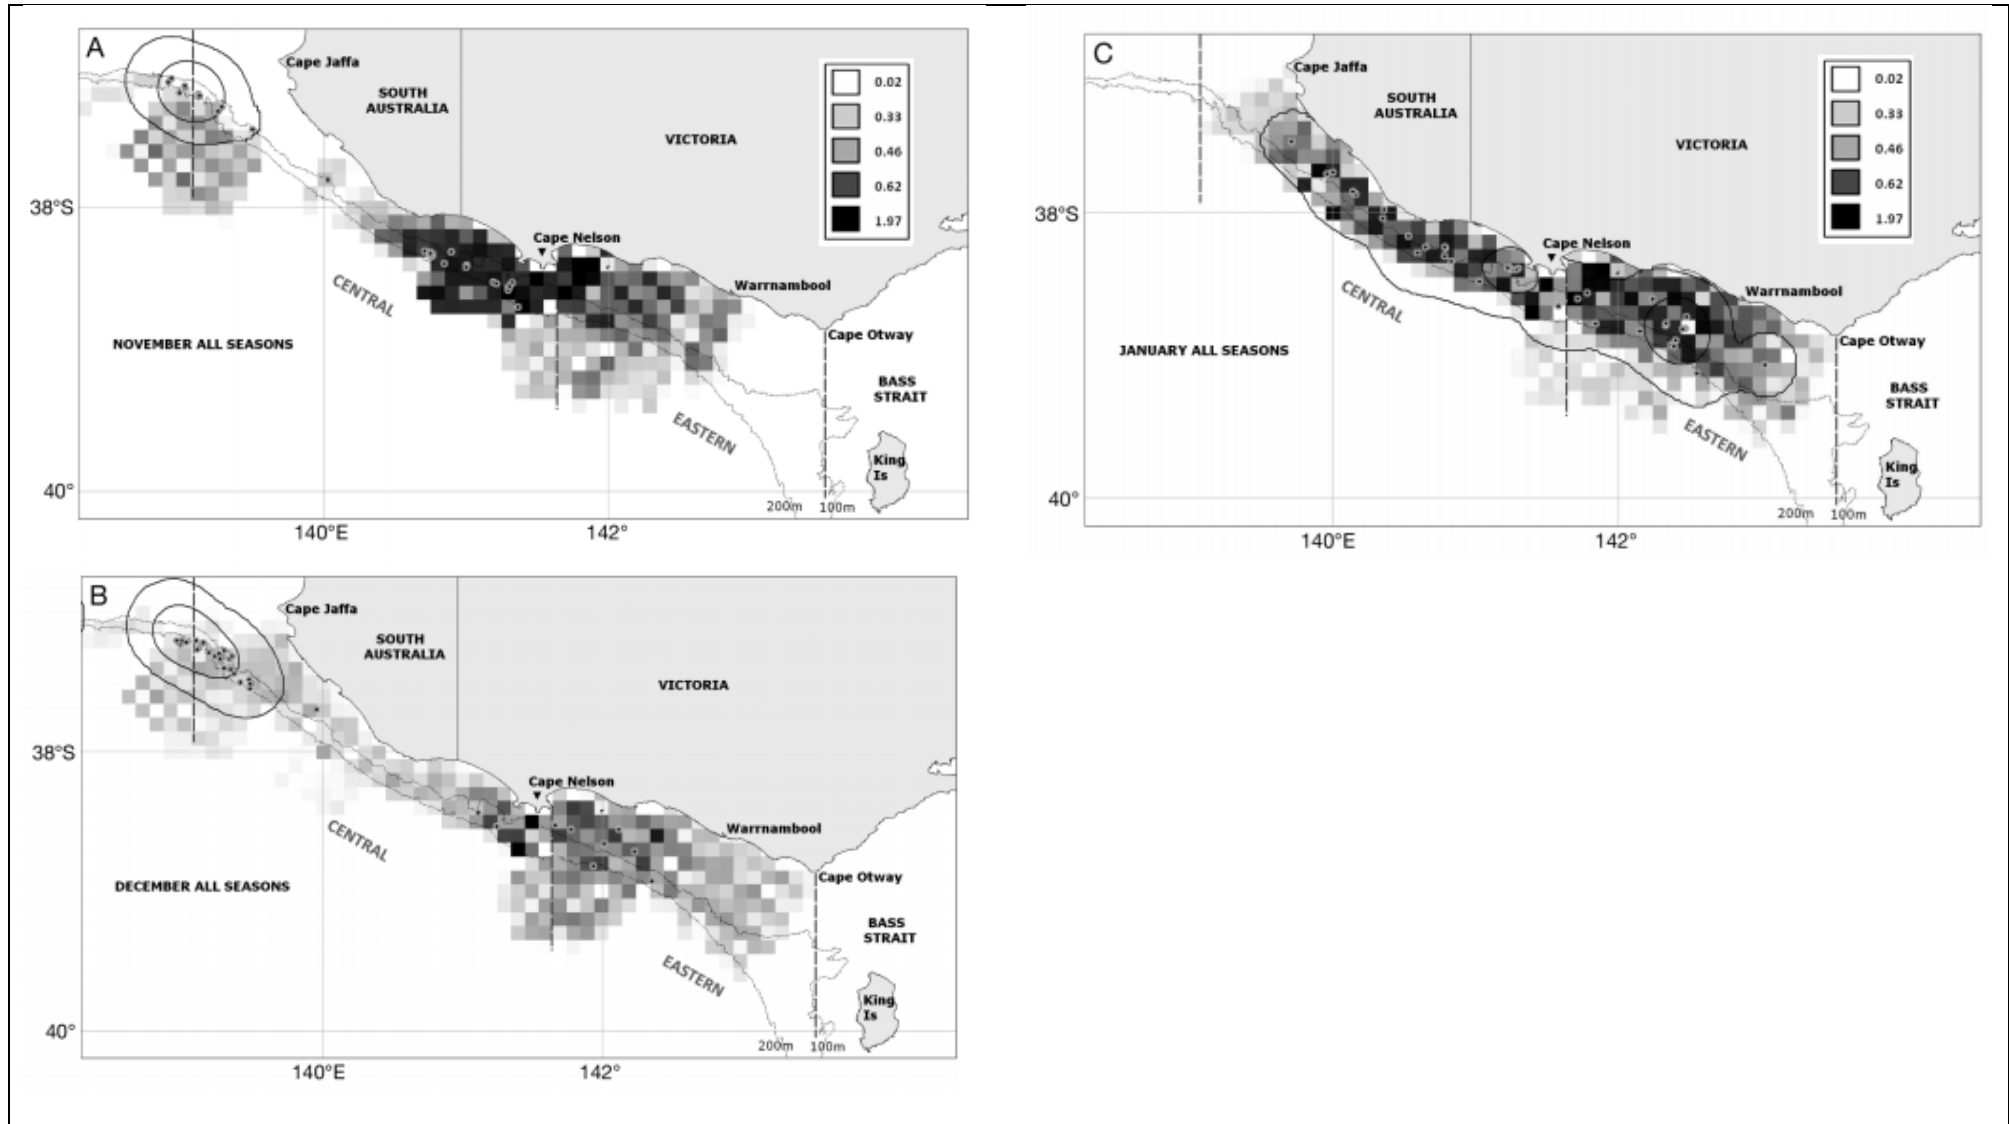 A
Cape Jaffa
SOUTH
AUSTRALIA
VICTORIA
0.02
0.33
0.46
0.62
1.97
38°S
Cape Nelson
CENTRAL
Warrnambool
Cape Otway
NOVEMBER ALL SEASONS
BASS
STRAIT
EASTERN
King
Is
40°
200m
100m
140°E
142°
C
Cape Jaffa
SOUTH
AUSTRALIA
VICTORIA
0.02
0.33
0.46
0.62
1.97
38°S
Cape Nelson
CENTRAL
Warrnambool
Cape Otway
JANUARY ALL SEASONS
BASS
STRAIT
EASTERN
King
Is
40°
200m
100m
140°E
142°
B
Cape Jaffa
SOUTH
AUSTRALIA
VICTORIA
38°S
Cape Nelson
CENTRAL
Warrnambool
Cape Otway
DECEMBER ALL SEASONS
BASS
STRAIT
EASTERN
King
Is
40°
200m
100m
140°E
142°